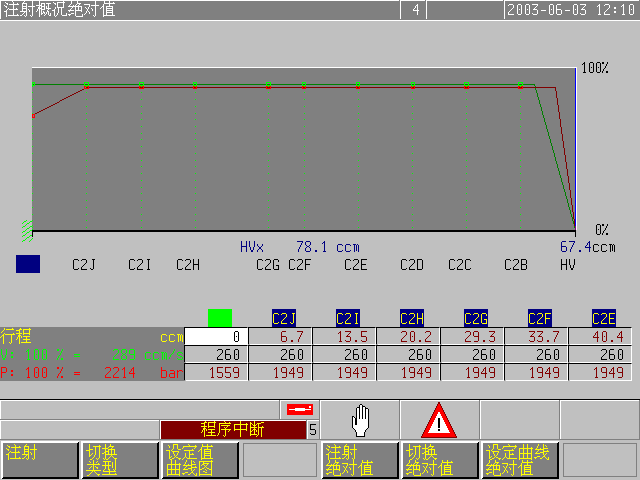 注射概况绝对值 4 2003-06-03 12:10
100%
0%
HVx 78.1 ccm 67.4ccm
C2J C2I C2H C2G C2F C2E C2D C2C C2B HV
C2J C2I C2H C2G C2F C2E
行程 ccm 0 6.7 13.5 20.2 29.3 33.7 40.4
V: 100 % = 289 ccm/s 260 260 260 260 260 260 260
P: 100 % = 2214 bar 1559 1949 1949 1949 1949 1949 1949
程序中断 5
注射
切换
类型
设定值
曲线图
注射
绝对值
切换
绝对值
设定曲线
绝对值